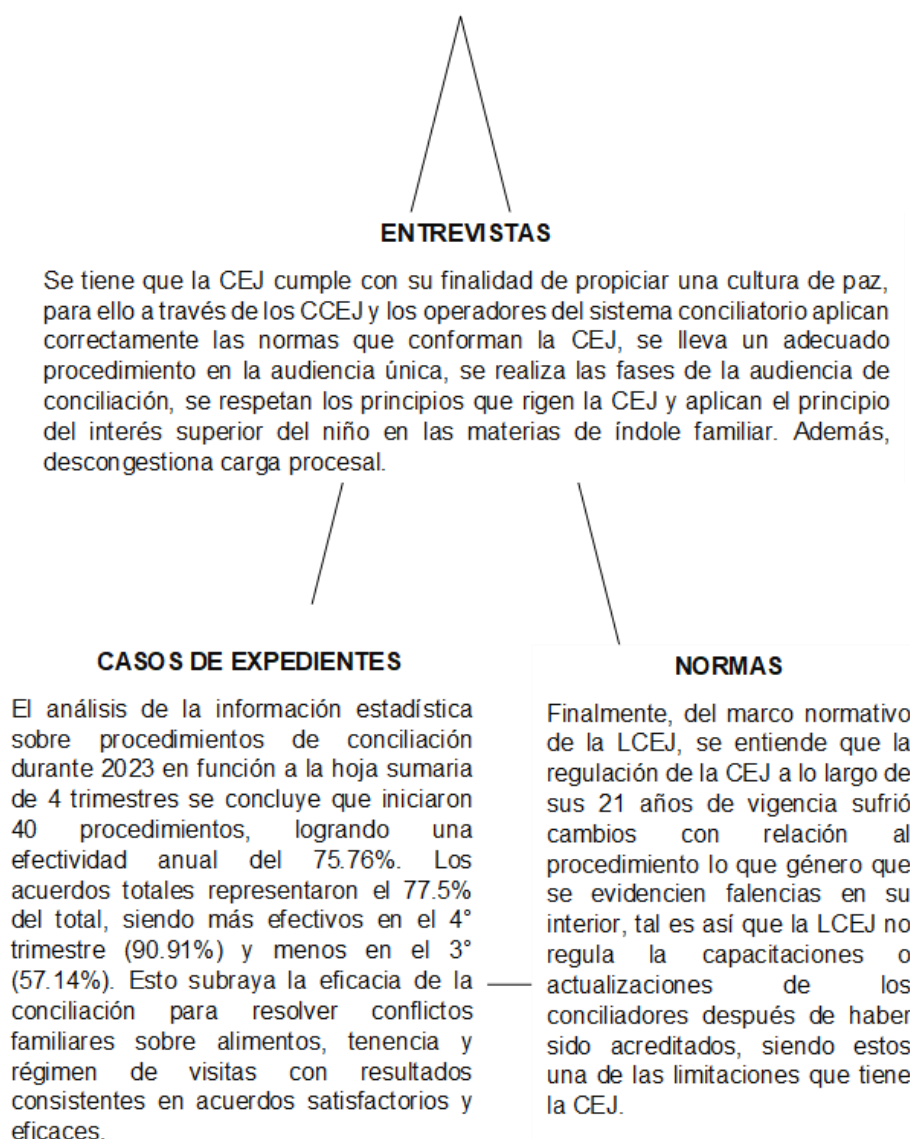 ENTREVISTAS
Se tiene que la CEJ cumple con su finalidad de propiciar una cultura de paz,
para ello a través de los CCEJ y los operadores del sistema conciliatorio aplican
correctamente las normas que conforman la CEJ, se lleva un adecuado
procedimiento en la audiencia única, se realiza las fases de la audiencia de
conciliación, se respetan los principios que rigen la CEJ y aplican el principio
del interés superior del niño en las materias de índole familiar. Además,
descongestiona carga procesal.
CASOS DE EXPEDIENTES
El análisis de la información estadística
sobre procedimientos de conciliación
durante 2023 en función a la hoja sumaria
de 4 trimestres se concluye que iniciaron
40 procedimientos, logrando una
efectividad anual del 75.76%. Los
acuerdos totales representaron el 77.5%
del total, siendo más efectivos en el 4°
trimestre (90.91%) y menos en el 3°
(57.14%). Esto subraya la eficacia de la
conciliación para resolver conflictos
familiares sobre alimentos, tenencia y
régimen de visitas con resultados
consistentes en acuerdos satisfactorios y
eficaces.
NORMAS
Finalmente, del marco normativo
de la LCEJ, se entiende que la
regulación de la CEJ a lo largo de
sus 21 años de vigencia sufrió
cambios con relación al
procedimiento lo que género que
se evidencien falencias en su
interior, tal es así que la LCEJ no
regula la capacitaciones o
actualizaciones de los
conciliadores después de haber
sido acreditados, siendo estos
una de las limitaciones que tiene
la CEJ.